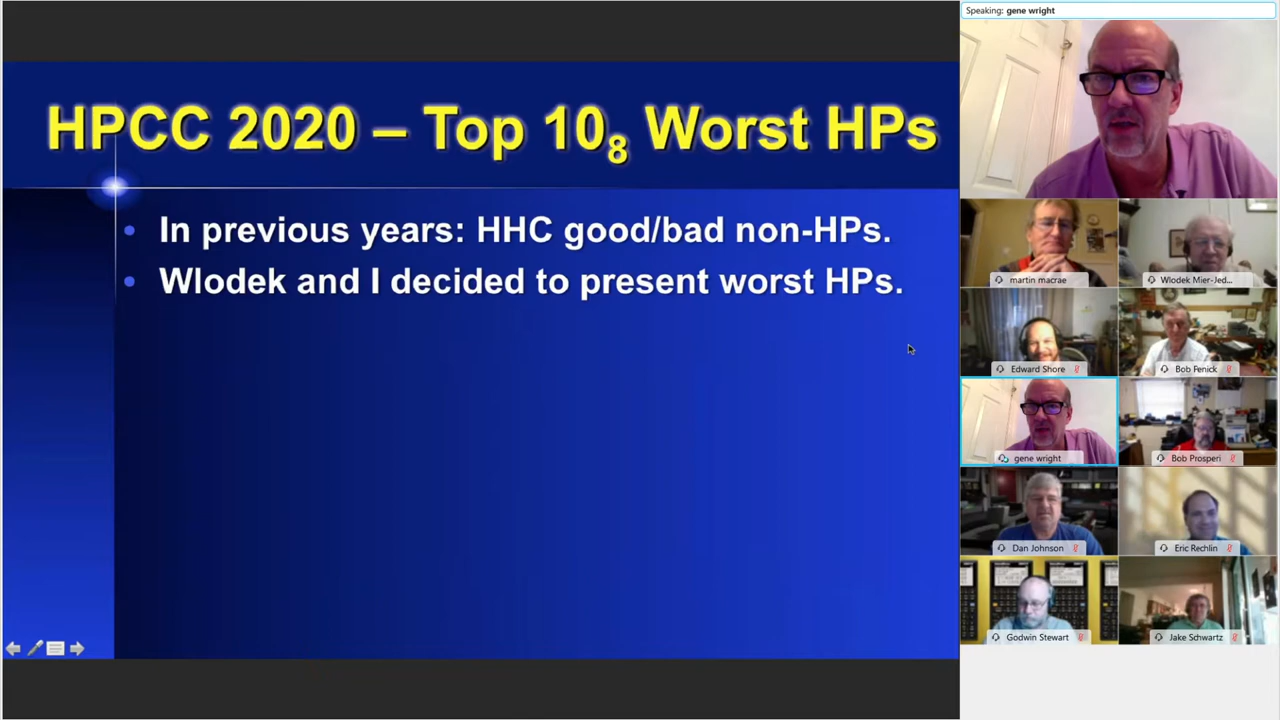 Speaking: gene wright
HPCC 2020 – Top 10₈ Worst HPs
• In previous years: HHC good/bad non-HPs.
• Wlodek and I decided to present worst HPs.
martin macrae
Wlodek Mier-Jed...
Edward Shore
Bob Fenick
gene wright
Bob Prosperi
Dan Johnson
Eric Rechlin
Godwin Stewart
Jake Schwartz